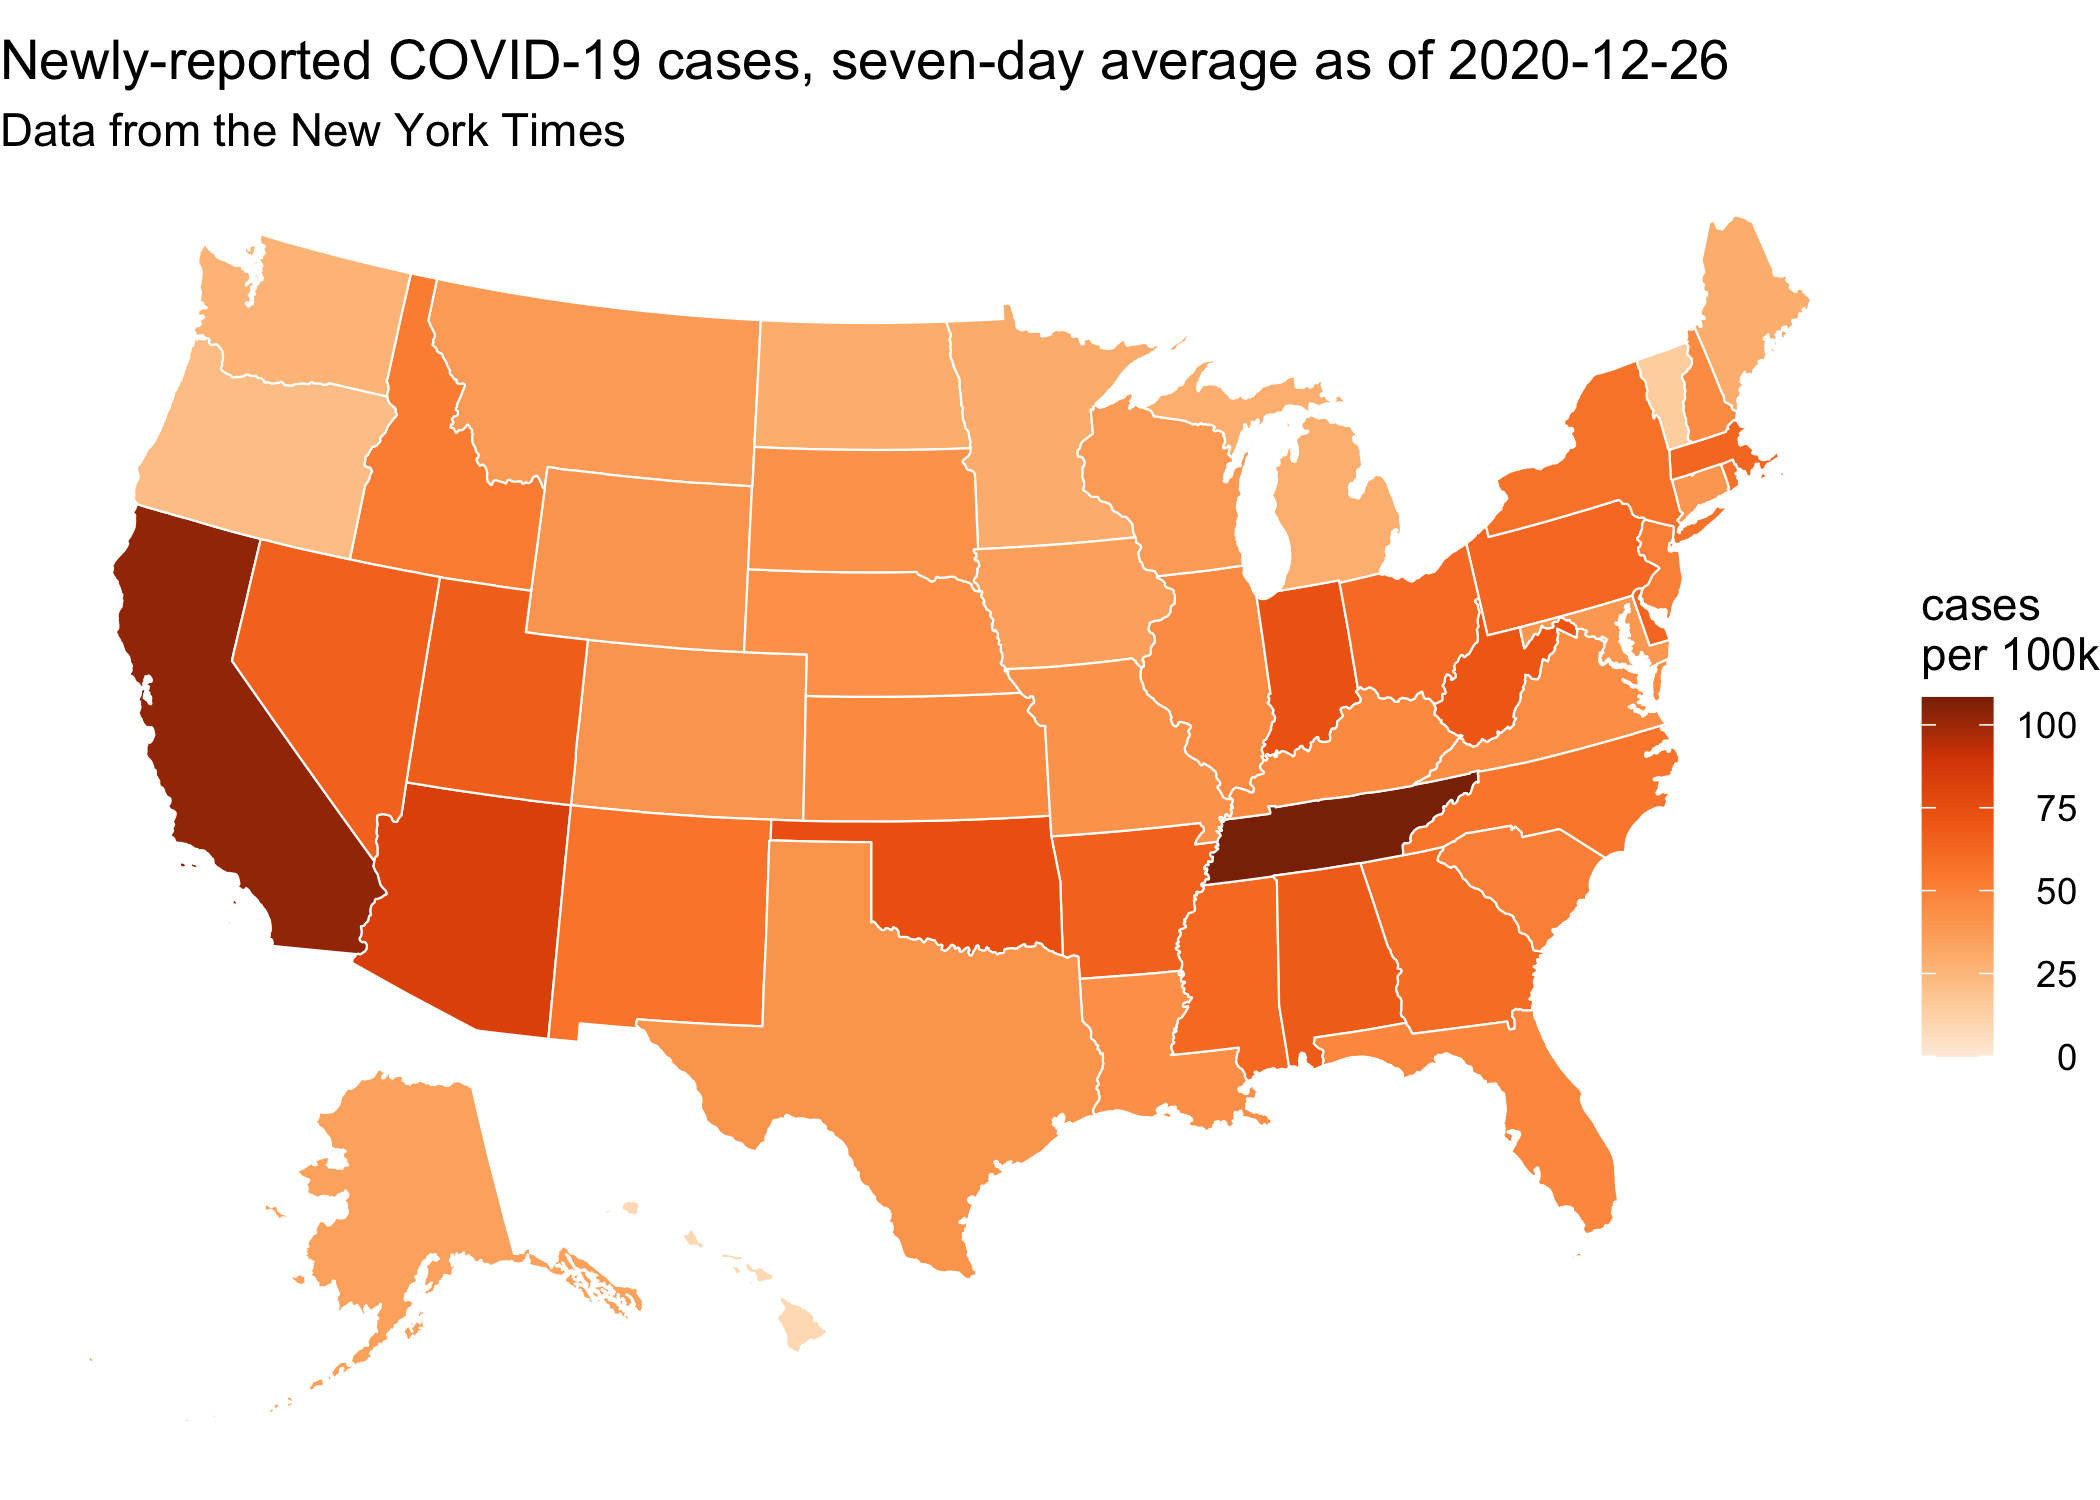 Newly-reported COVID-19 cases, seven-day average as of 2020-12-26
Data from the New York Times
cases
per 100k
100
75
50
25
0